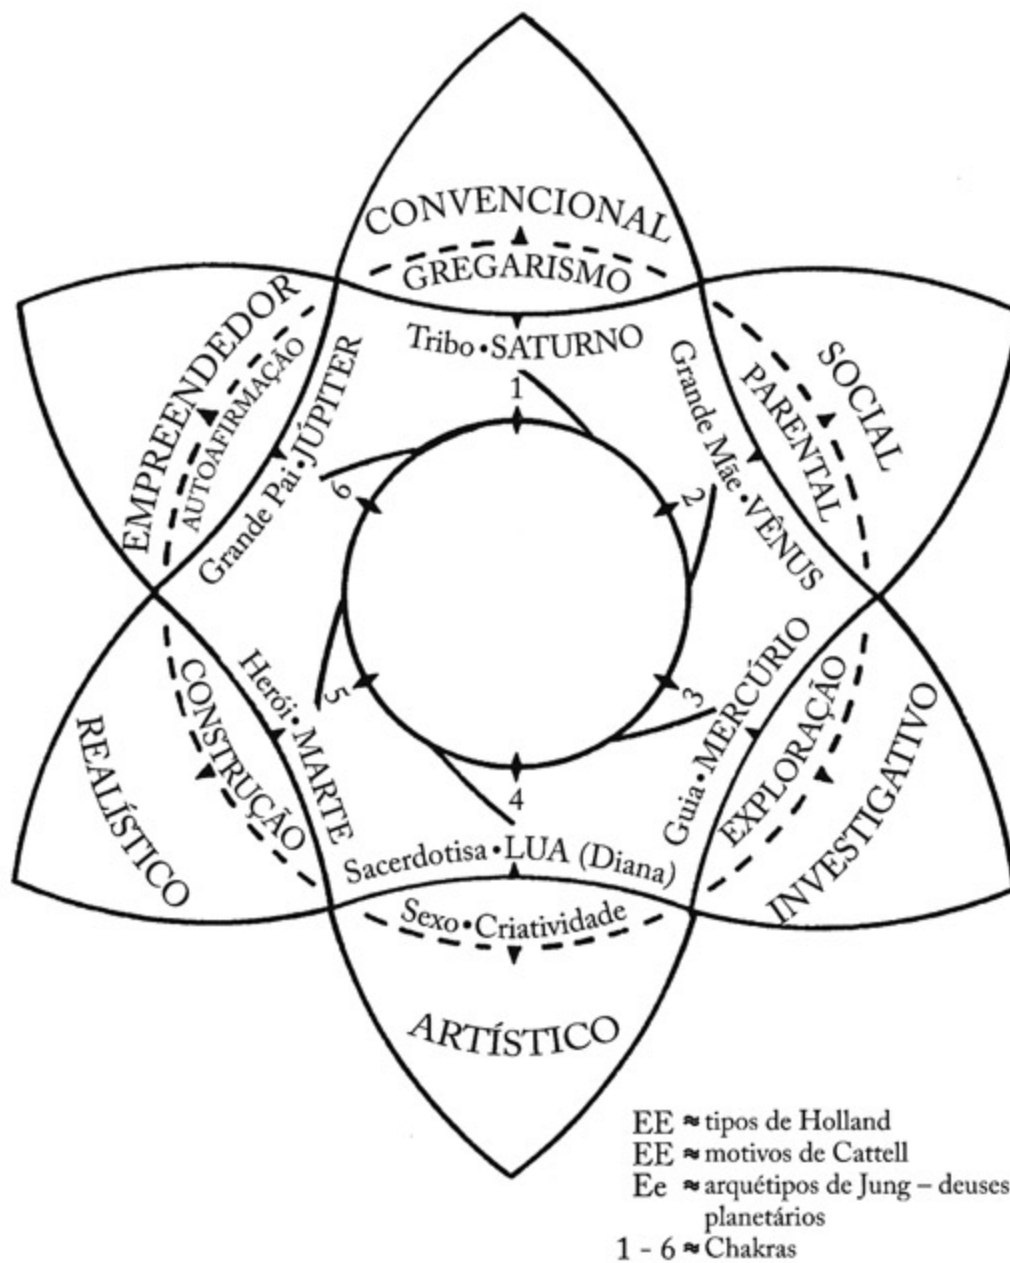 CONVENCIONAL
GREGARISMO
Tribo • SATURNO
1
EMPREENDEDOR
AUTOAFIRMAÇÃO
Grande Pai • JÚPITER
6
SOCIAL
PARENTAL
Grande Mãe • VÊNUS
2
REALÍSTICO
CONSTRUÇÃO
Herói • MARTE
5
INVESTIGATIVO
EXPLORAÇÃO
Guia • MERCÚRIO
3
4
Sacerdotisa • LUA (Diana)
Sexo • Criatividade
ARTÍSTICO
EE ≈ tipos de Holland
EE ≈ motivos de Cattell
Ee ≈ arquétipos de Jung – deuses
planetários
1 - 6 ≈ Chakras